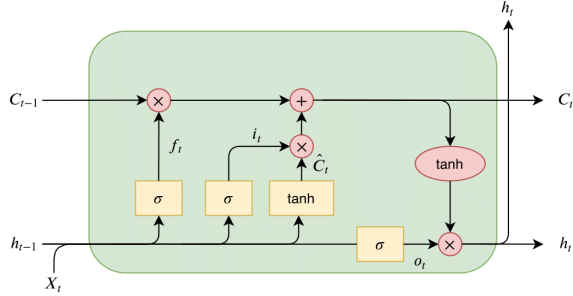 h_t
C_{t-1}
×
+
C_t
f_t
i_t
×
Ĉ_t
tanh
σ
σ
tanh
h_{t-1}
σ
o_t
×
h_t
X_t